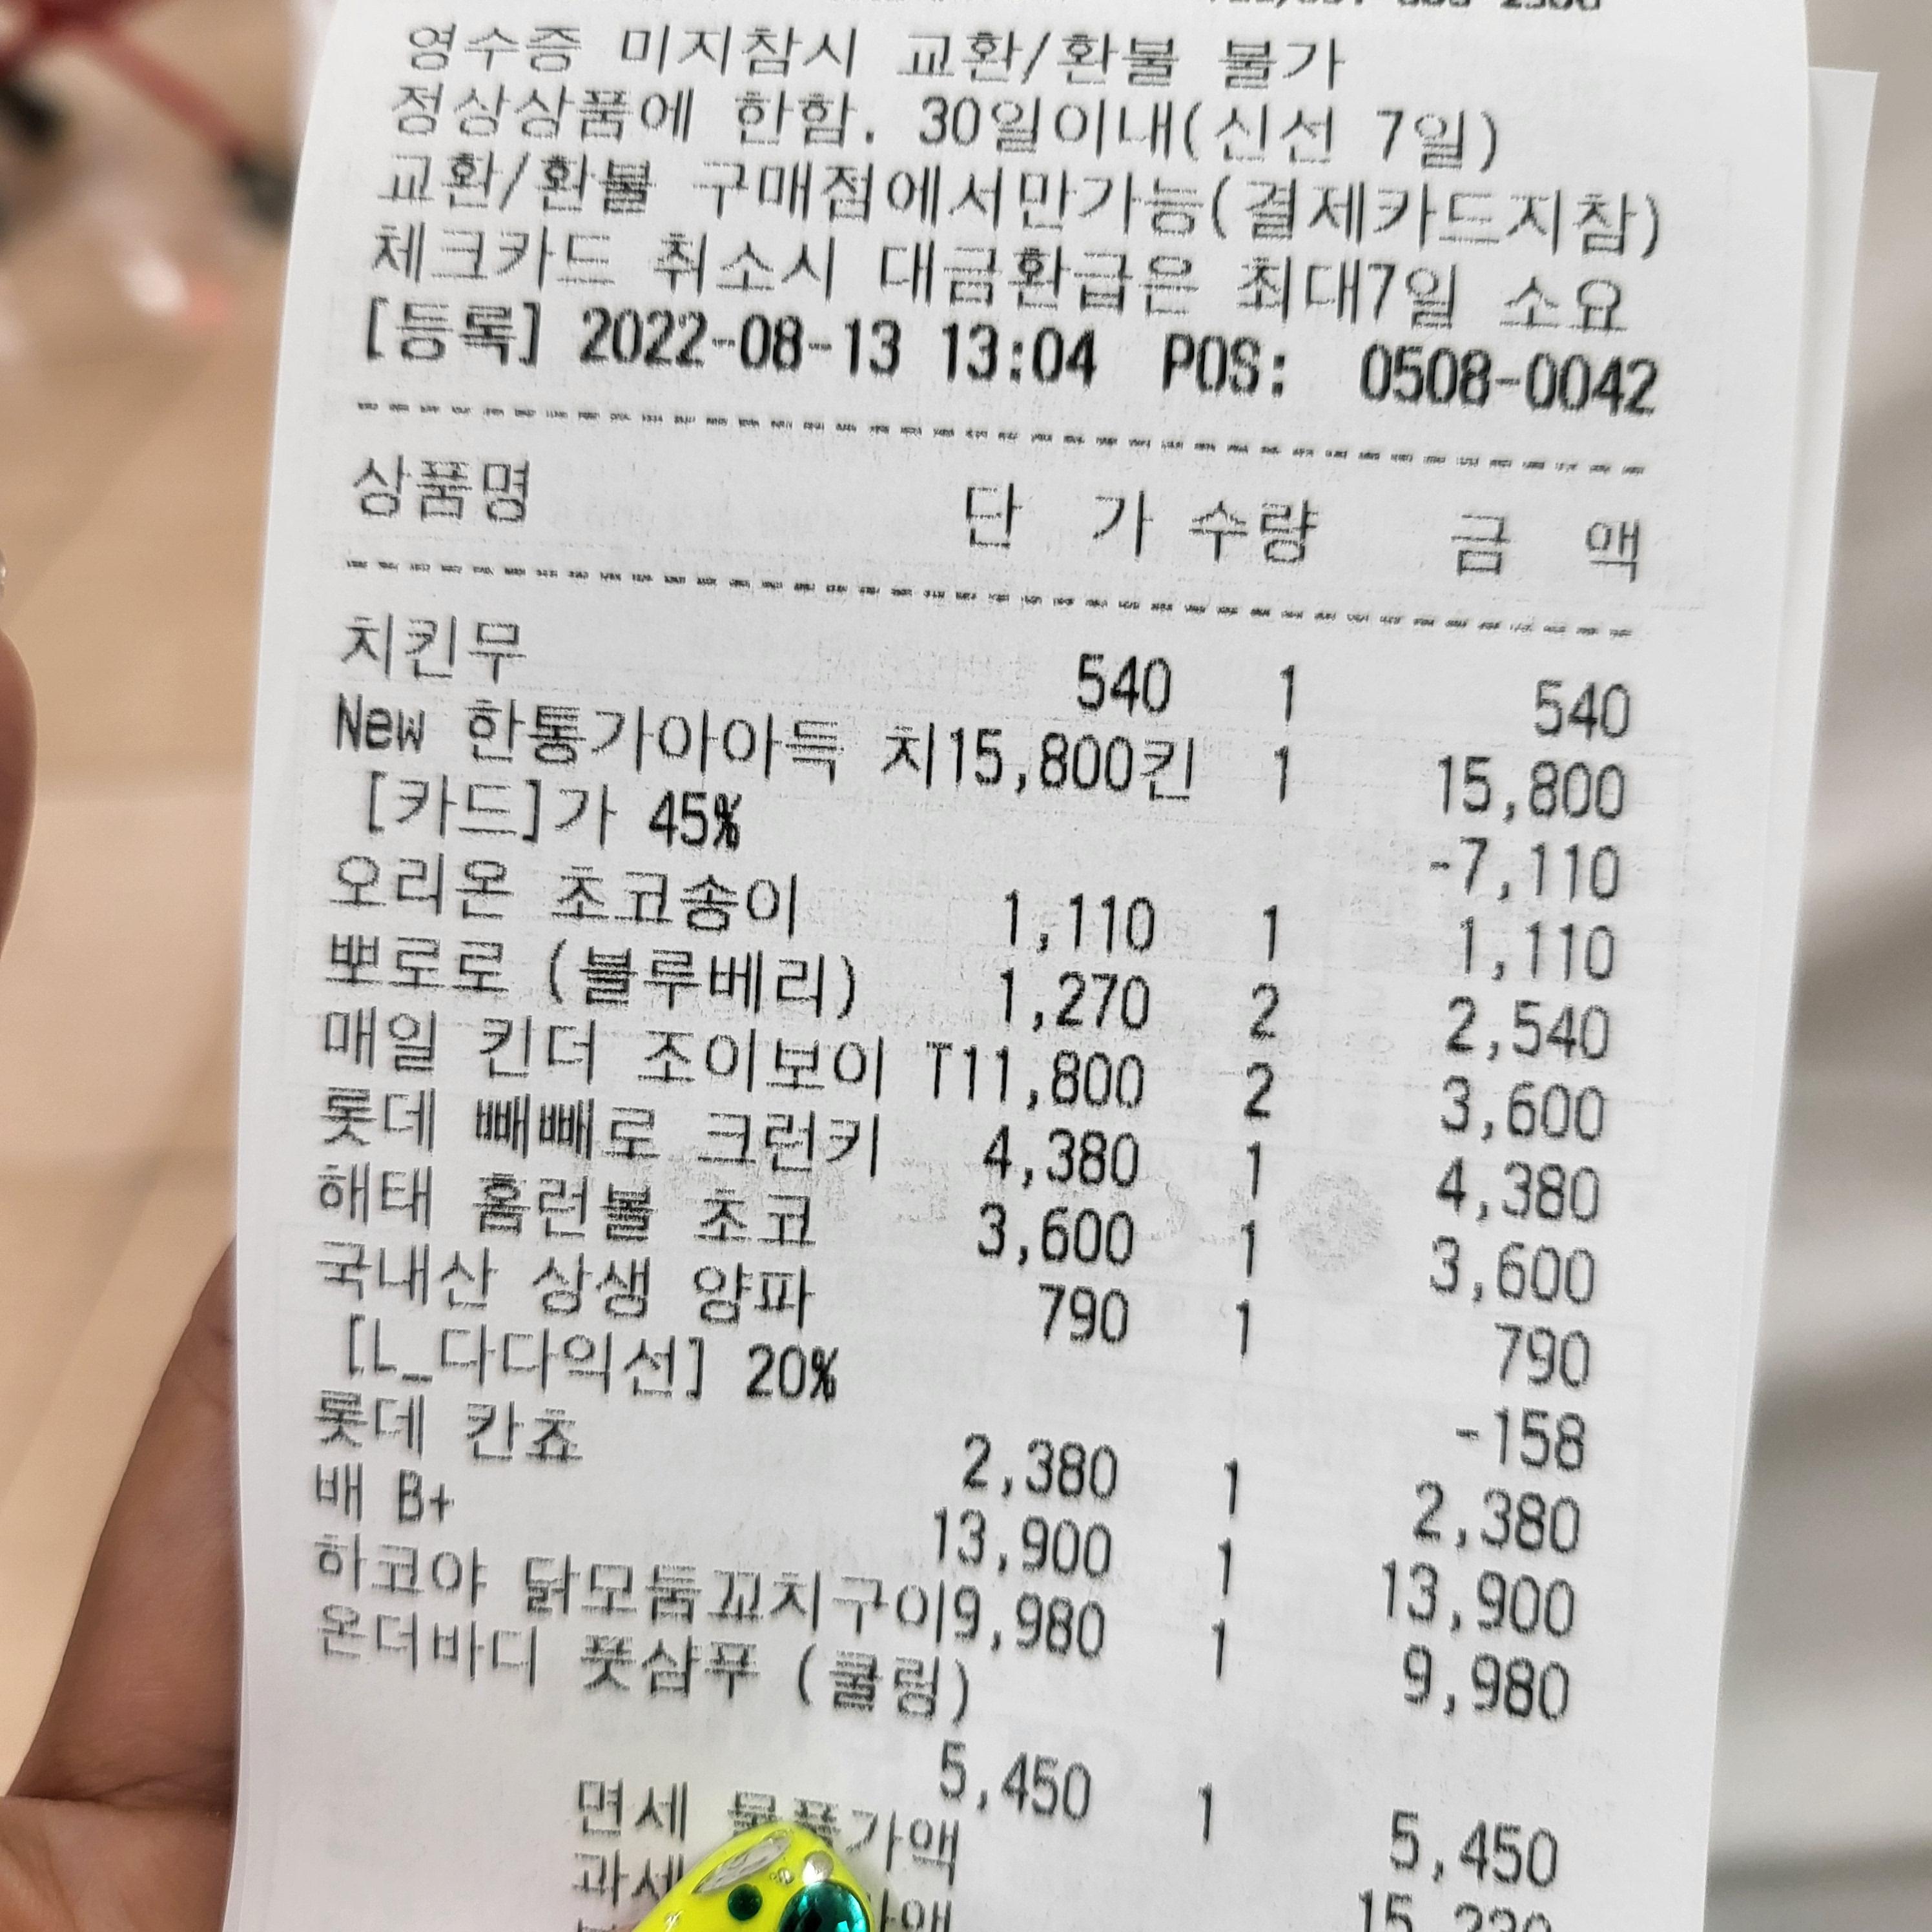 영수증 미지참시 교환/환불 불가
정상상품에 한함. 30일이내(신선 7일)
교환/환불 구매점에서만가능(결제카드지참)
체크카드 취소시 대금환급은 최대7일 소요
[등록] 2022-08-13 13:04 POS: 0508-0042
상품명 단 가 수량 금 액
치킨무 540 1 540
New 한통가아아득 치15,800킨 1 15,800
[카드]가 45% -7,110
오리온 초코송이 1,110 1 1,110
뽀로로 (블루베리) 1,270 2 2,540
매일 킨더 조이보이 T11,800 2 3,600
롯데 빼빼로 크런키 4,380 1 4,380
해태 홈런볼 초코 3,600 1 3,600
국내산 상생 양파 790 1 790
[L_다다익선] 20% -158
롯데 칸쵸 2,380 1 2,380
배 B+ 13,900 1 13,900
하코야 닭모둠꼬치구이9,980 1 9,980
온더바디 풋샴푸 (쿨링)
5,450 1 5,450
면세 물품가액